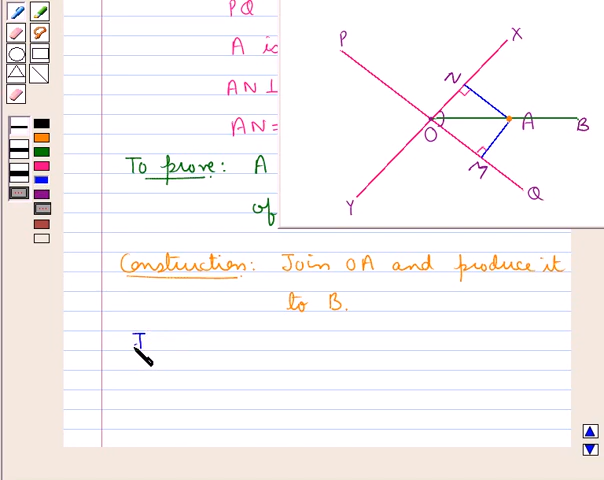 PQ
A is
AN ⊥
AN =
To prove: A
of
P
X
N
O
A
B
M
Y
Q
Construction: Join OA and produce it
to B.
I